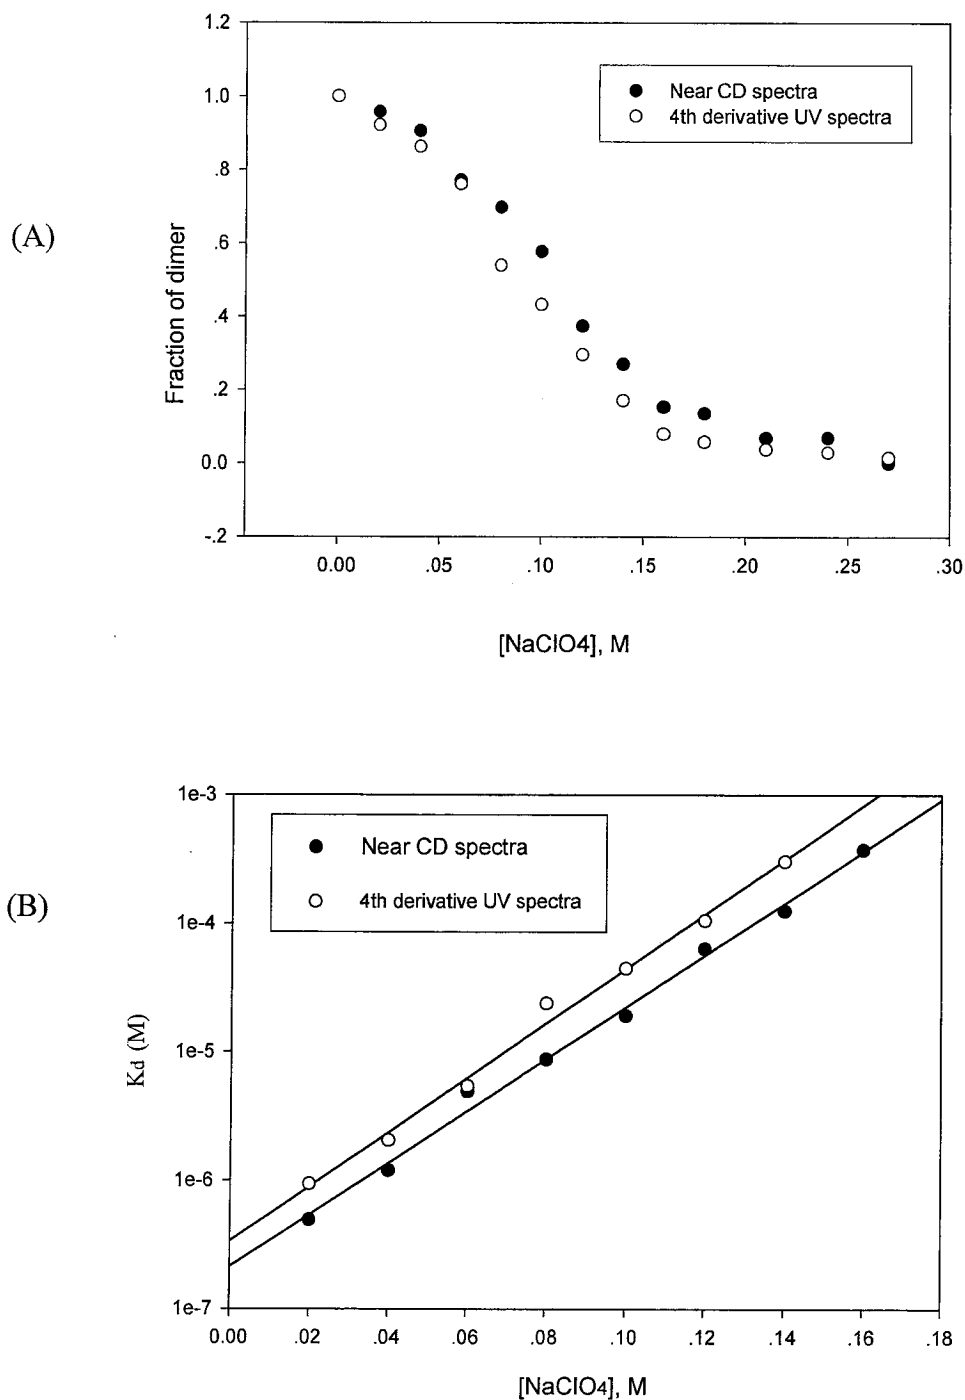 (A)
Fraction of dimer
1.2
1.0
.8
.6
.4
.2
0.0
-.2
Near CD spectra
4th derivative UV spectra
0.00 .05 .10 .15 .20 .25 .30
[NaClO4], M
(B)
Kd (M)
1e-3
1e-4
1e-5
1e-6
1e-7
Near CD spectra
4th derivative UV spectra
0.00 .02 .04 .06 .08 .10 .12 .14 .16 .18
[NaClO4], M